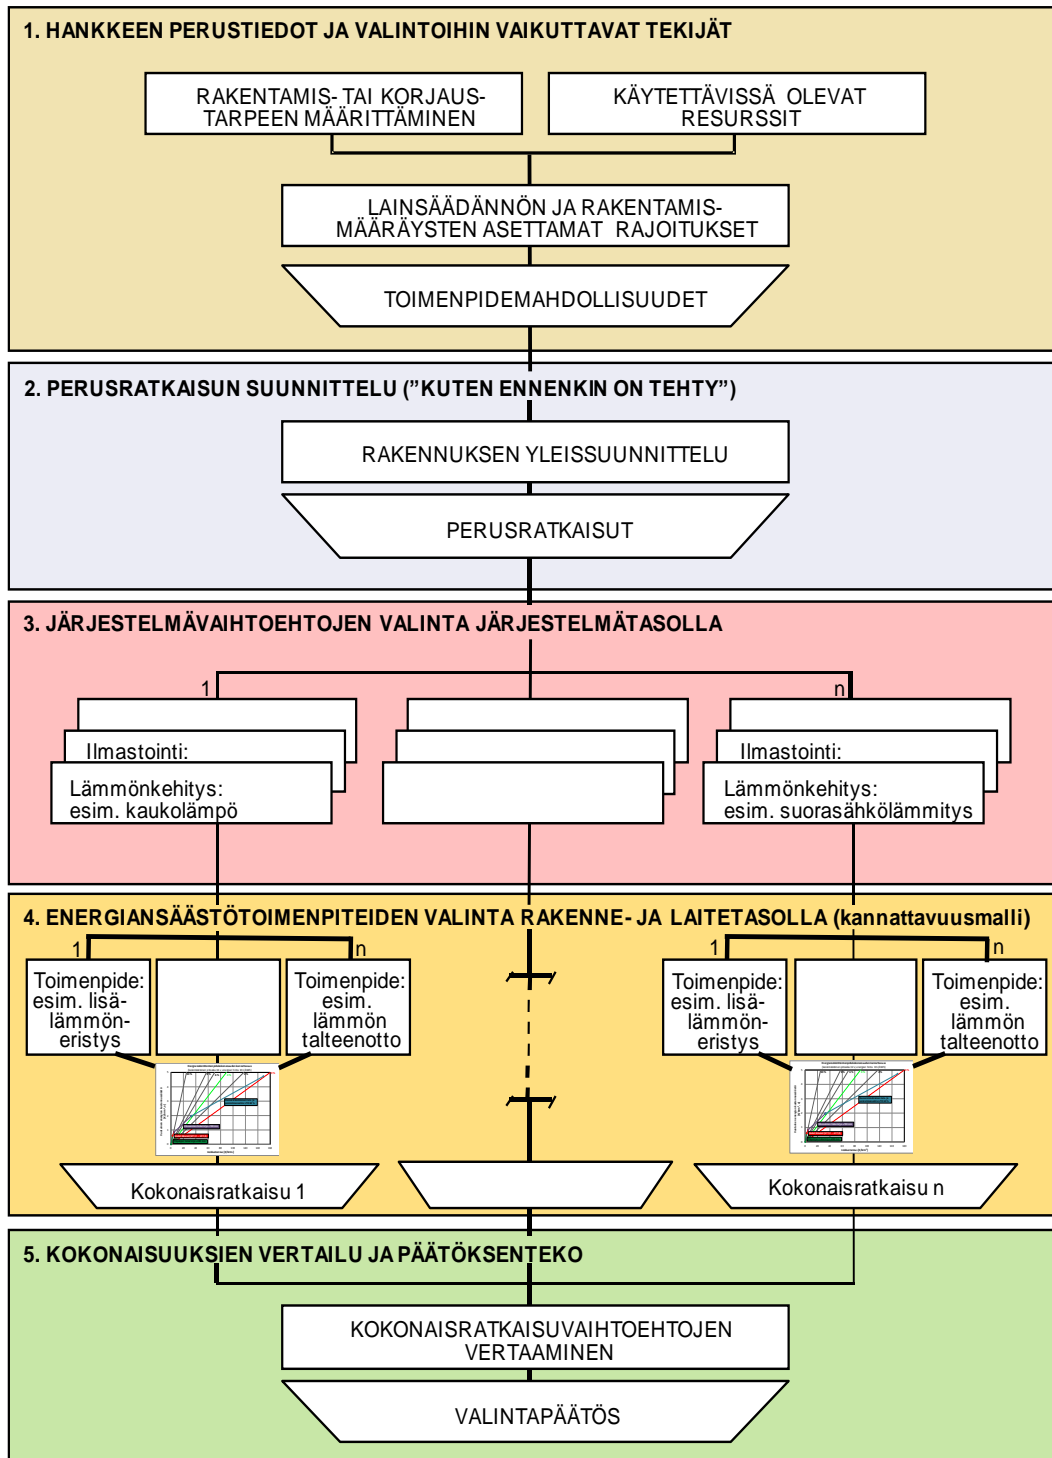 1. HANKKEEN PERUSTIEDOT JA VALINTOIHIN VAIKUTTAVAT TEKIJÄT
RAKENTAMIS- TAI KORJAUS-
TARPEEN MÄÄRITTÄMINEN
KÄYTETTÄVISSÄ OLEVAT
RESURSSIT
LAINSÄÄDÄNNÖN JA RAKENTAMIS-
MÄÄRÄYSTEN ASETTAMAT RAJOITUKSET
TOIMENPIDEMAHDOLLISUUDET
2. PERUSRATKAISUN SUUNNITTELU (”KUTEN ENNENKIN ON TEHTY”)
RAKENNUKSEN YLEISSUUNNITTELU
PERUSRATKAISUT
3. JÄRJESTELMÄVAIHTOEHTOJEN VALINTA JÄRJESTELMÄTASOLLA
1
n
Ilmastointi:
Lämmönkehitys:
esim. kaukolämpö
Ilmastointi:
Lämmönkehitys:
esim. suorasähkölämmitys
4. ENERGIANSÄÄSTÖTOIMENPITEIDEN VALINTA RAKENNE- JA LAITETASOLLA (kannattavuusmalli)
1
n
Toimenpide:
esim. lisä-
lämmön-
eristys
Toimenpide:
esim.
lämmön
talteenotto
1
n
Toimenpide:
esim. lisä-
lämmön-
eristys
Toimenpide:
esim.
lämmön
talteenotto
Kokonaisratkaisu 1
Kokonaisratkaisu n
5. KOKONAISUUKSIEN VERTAILU JA PÄÄTÖKSENTEKO
KOKONAISRATKAISUVAIHTOEHTOJEN
VERTAAMINEN
VALINTAPÄÄTÖS